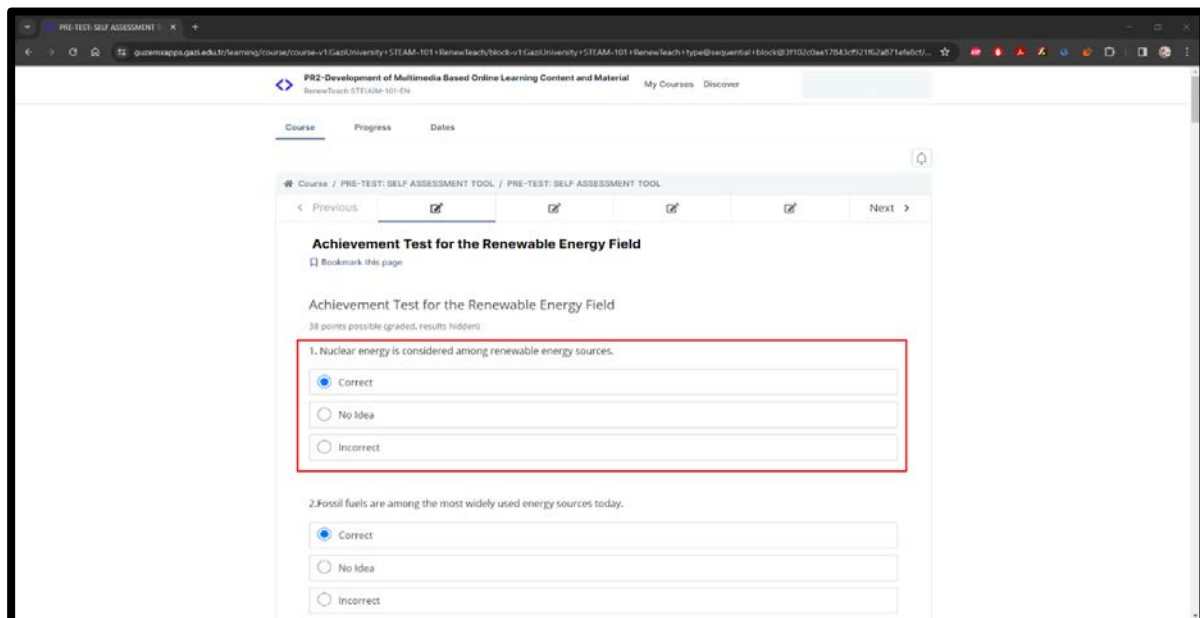 PRE-TEST: SELF ASSESSMENT
PR2-Development of Multimedia Based Online Learning Content and Material
My Courses Discover
Course Progress Dates
Course / PRE-TEST: SELF ASSESSMENT TOOL / PRE-TEST: SELF ASSESSMENT TOOL
< Previous Next >
Achievement Test for the Renewable Energy Field
Bookmark this page
Achievement Test for the Renewable Energy Field
38 points possible (graded, results hidden)
1. Nuclear energy is considered among renewable energy sources.
Correct
No Idea
Incorrect
2.Fossil fuels are among the most widely used energy sources today.
Correct
No Idea
Incorrect